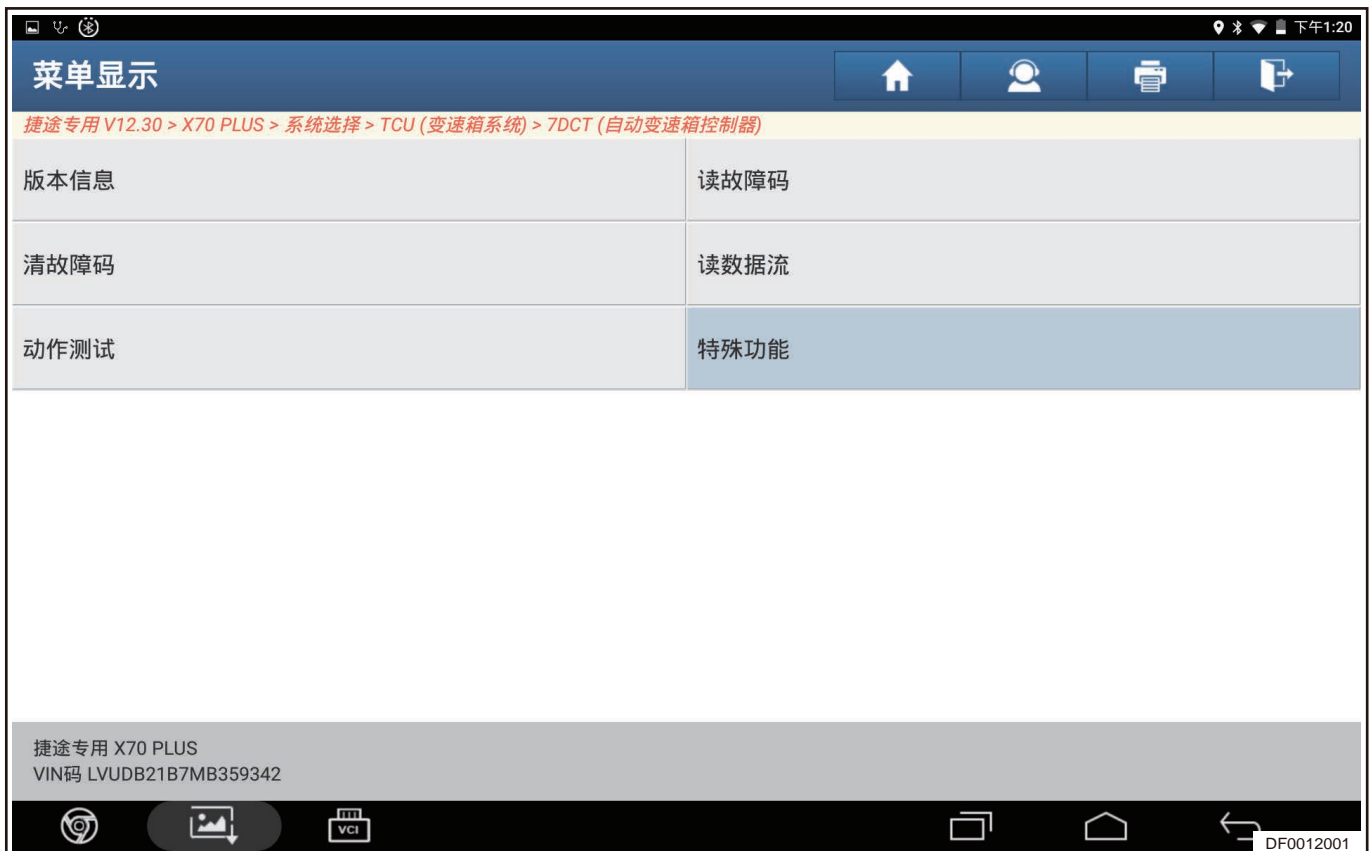 下午1:20
菜单显示
捷途专用 V12.30 > X70 PLUS > 系统选择 > TCU (变速箱系统) > 7DCT (自动变速箱控制器)
版本信息
读故障码
清故障码
读数据流
动作测试
特殊功能
捷途专用 X70 PLUS
VIN码 LVUDB21B7MB359342
VCI
DF0012001